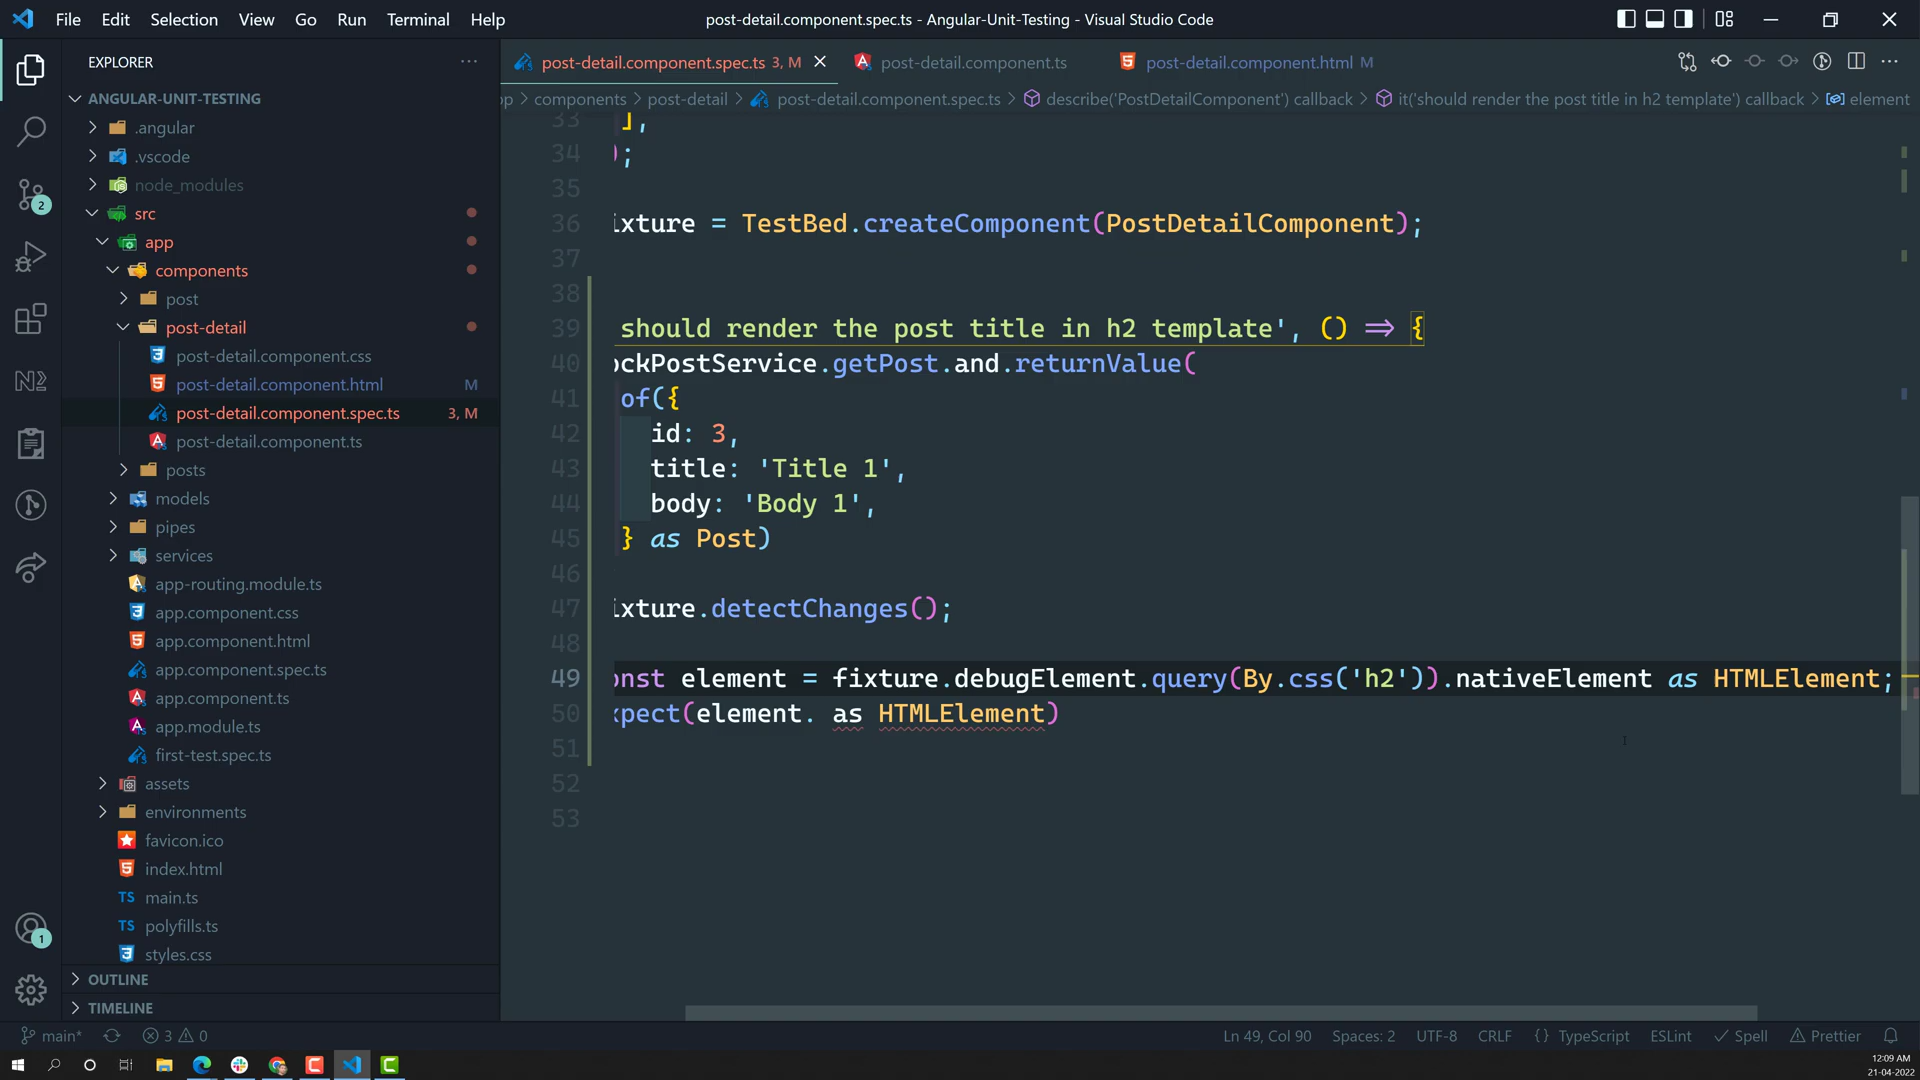 File Edit Selection View Go Run Terminal Help
post-detail.component.spec.ts - Angular-Unit-Testing - Visual Studio Code
EXPLORER
ANGULAR-UNIT-TESTING
.angular
.vscode
node_modules
src
app
components
post
post-detail
post-detail.component.css
post-detail.component.html M
post-detail.component.spec.ts 3, M
post-detail.component.ts
posts
models
pipes
services
app-routing.module.ts
app.component.css
app.component.html
app.component.spec.ts
app.component.ts
app.module.ts
first-test.spec.ts
assets
environments
favicon.ico
index.html
TS main.ts
TS polyfills.ts
styles.css
OUTLINE
TIMELINE
2
N2
1
post-detail.component.spec.ts 3, M
post-detail.component.ts
post-detail.component.html M
pp > components > post-detail > post-detail.component.spec.ts > describe('PostDetailComponent') callback > it('should render the post title in h2 template') callback > element
33 ],
34 );
35
36 ixture = TestBed.createComponent(PostDetailComponent);
37
38
39 should render the post title in h2 template', () => {
40 ockPostService.getPost.and.returnValue(
41 of({
42 id: 3,
43 title: 'Title 1',
44 body: 'Body 1',
45 } as Post)
46
47 ixture.detectChanges();
48
49 onst element = fixture.debugElement.query(By.css('h2')).nativeElement as HTMLElement;
50 xpect(element. as HTMLElement)
51
52
53
main* 3 0
Ln 49, Col 90 Spaces: 2 UTF-8 CRLF {} TypeScript ESLint Spell Prettier
12:09 AM
21-04-2022